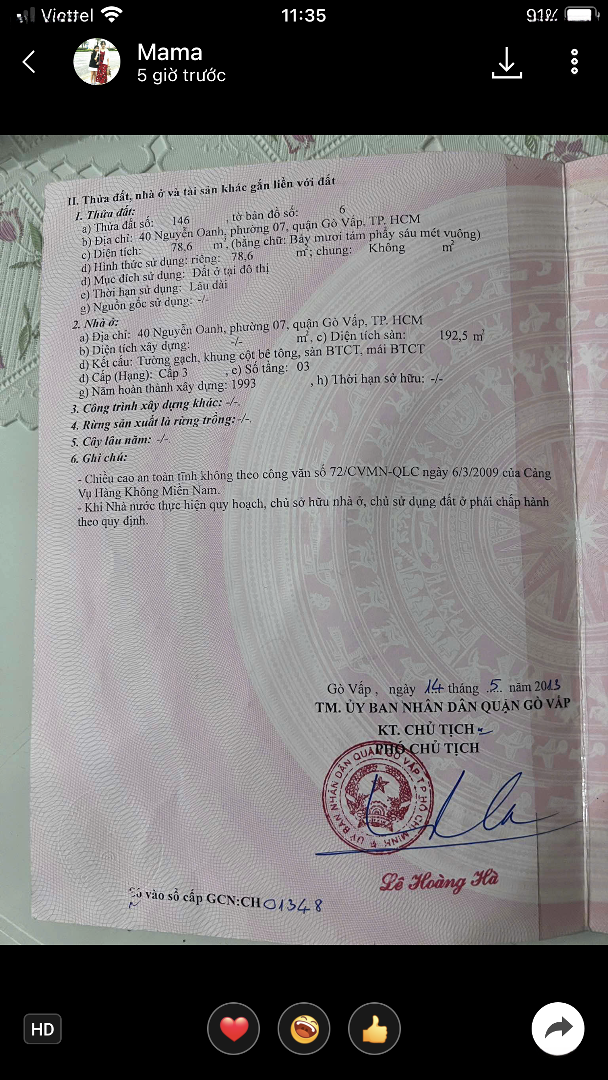 Viettel 11:35 91%
Mama
5 giờ trước
II. Thửa đất, nhà ở và tài sản khác gắn liền với đất
1. Thửa đất:
a) Thửa đất số: 146 , tờ bản đồ số: 6
b) Địa chỉ: 40 Nguyễn Oanh, phường 07, quận Gò Vấp, TP. HCM
c) Diện tích: 78,6 m², (bằng chữ: Bảy mươi tám phẩy sáu mét vuông)
d) Hình thức sử dụng: riêng: 78,6 m²; chung: Không m²
đ) Mục đích sử dụng: Đất ở tại đô thị
e) Thời hạn sử dụng: Lâu dài
g) Nguồn gốc sử dụng: -/-
2. Nhà ở:
a) Địa chỉ: 40 Nguyễn Oanh, phường 07, quận Gò Vấp, TP. HCM
b) Diện tích xây dựng: -/- m², c) Diện tích sàn: 192,5 m²
d) Kết cấu: Tường gạch, khung cột bê tông, sàn BTCT, mái BTCT
đ) Cấp (Hạng): Cấp 3 , e) Số tầng: 03
g) Năm hoàn thành xây dựng: 1993 , h) Thời hạn sở hữu: -/-
3. Công trình xây dựng khác: -/-.
4. Rừng sản xuất là rừng trồng:-/-.
5. Cây lâu năm: -/-.
6. Ghi chú:
- Chiều cao an toàn tĩnh không theo công văn số 72/CVMN-QLC ngày 6/3/2009 của Cảng
Vụ Hàng Không Miền Nam.
- Khi Nhà nước thực hiện quy hoạch, chủ sở hữu nhà ở, chủ sử dụng đất ở phải chấp hành
theo quy định.
Gò Vấp , ngày 14 tháng .5. năm 2013
TM. ỦY BAN NHÂN DÂN QUẬN GÒ VẤP
KT. CHỦ TỊCH
PHÓ CHỦ TỊCH
ỦY BAN NHÂN DÂN QUẬN GÒ VẤP T.P HỒ CHÍ MINH
Lê Hoàng Hà
Số vào sổ cấp GCN:CH 01348
HD